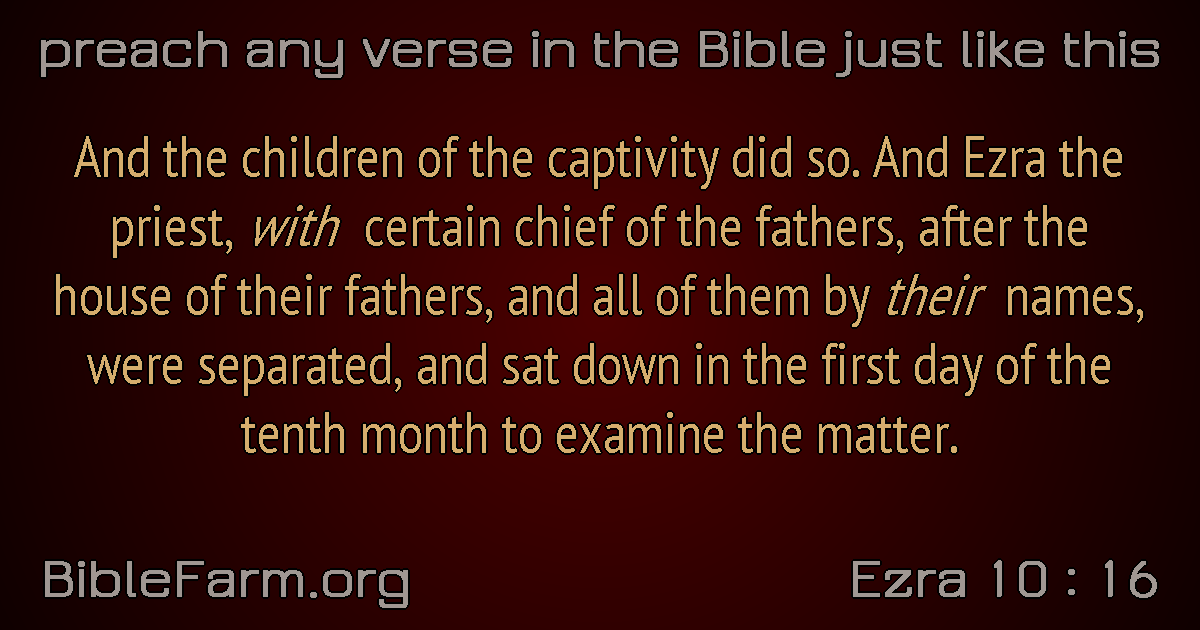 preach any verse in the Bible just like this
And the children of the captivity did so. And Ezra the
priest, with certain chief of the fathers, after the
house of their fathers, and all of them by their names,
were separated, and sat down in the first day of the
tenth month to examine the matter.
BibleFarm.org
Ezra 10 : 16